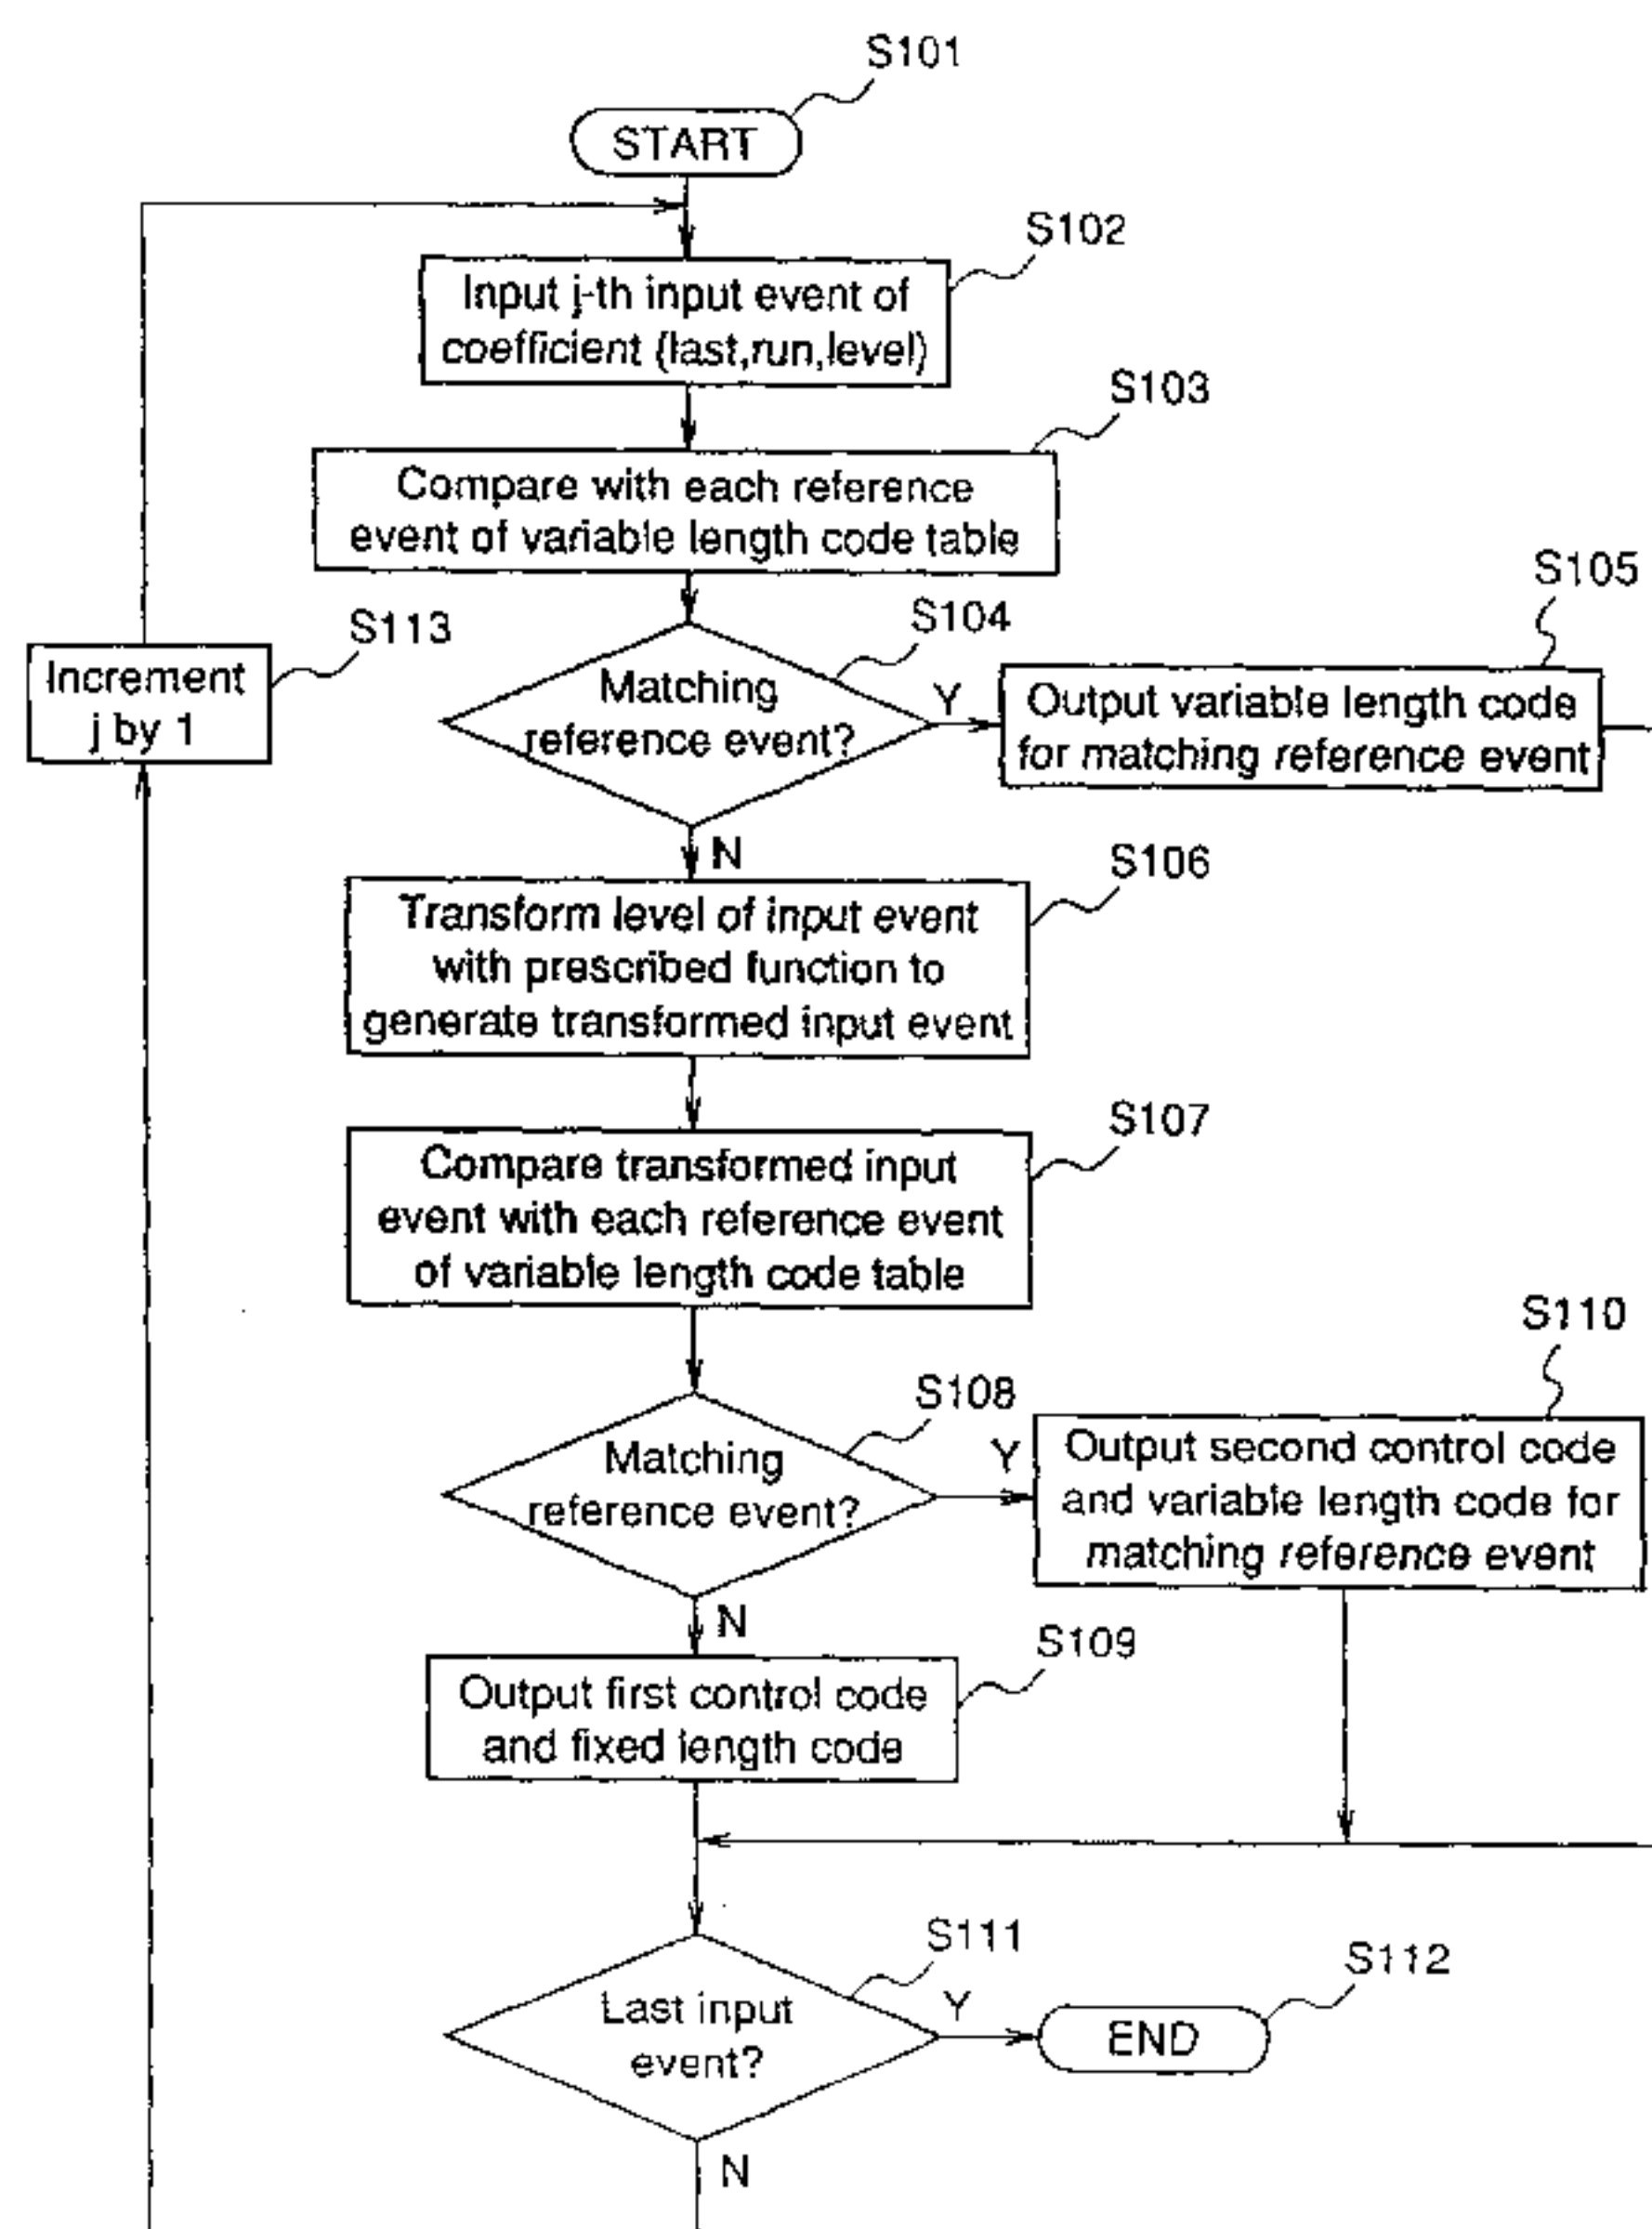 S101
START
S102
Input j-th input event of
coefficient (last,run,level)
S103
Compare with each reference
event of variable length code table
S104
Matching
reference event?
Y
S105
Output variable length code
for matching reference event
S113
Increment
j by 1
N
S106
Transform level of input event
with prescribed function to
generate transformed input event
S107
Compare transformed input
event with each reference event
of variable length code table
S108
Matching
reference event?
Y
S110
Output second control code
and variable length code for
matching reference event
N
S109
Output first control code
and fixed length code
S111
Last input
event?
Y
S112
END
N